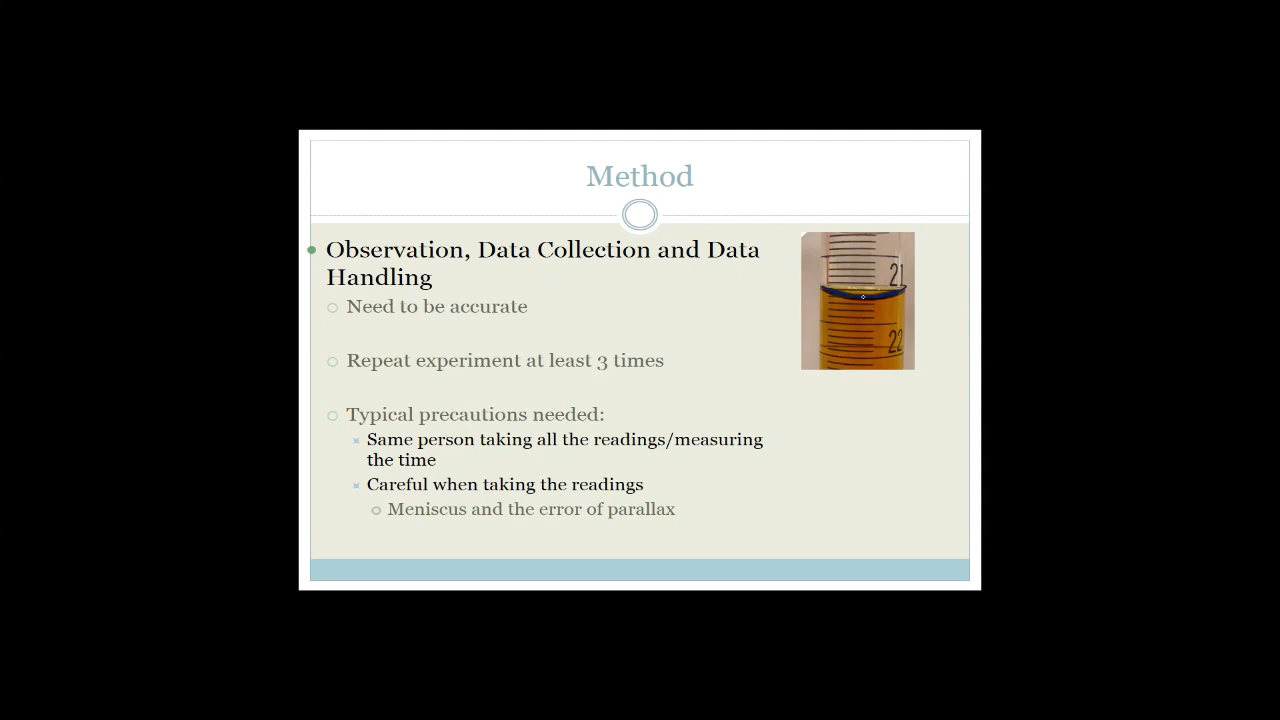 Method
Observation, Data Collection and Data
Handling
Need to be accurate
21
Repeat experiment at least 3 times
22
Typical precautions needed:
Same person taking all the readings/measuring
the time
Careful when taking the readings
Meniscus and the error of parallax